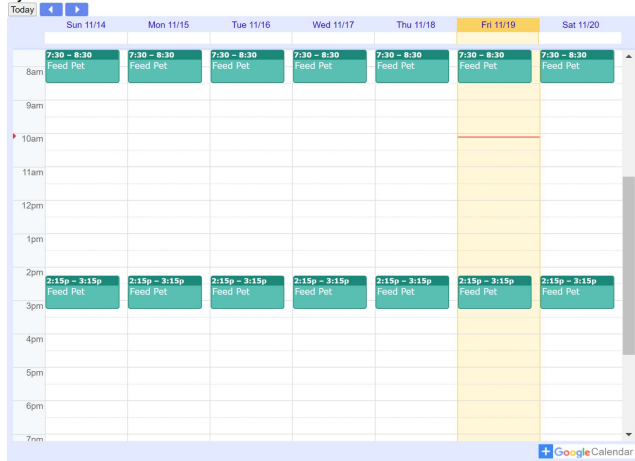 Today
Sun 11/14 Mon 11/15 Tue 11/16 Wed 11/17 Thu 11/18 Fri 11/19 Sat 11/20
7:30 – 8:30 7:30 – 8:30 7:30 – 8:30 7:30 – 8:30 7:30 – 8:30 7:30 – 8:30 7:30 – 8:30
8am Feed Pet Feed Pet Feed Pet Feed Pet Feed Pet Feed Pet Feed Pet
9am
10am
11am
12pm
1pm
2pm
2:15p – 3:15p 2:15p – 3:15p 2:15p – 3:15p 2:15p – 3:15p 2:15p – 3:15p 2:15p – 3:15p 2:15p – 3:15p
Feed Pet Feed Pet Feed Pet Feed Pet Feed Pet Feed Pet Feed Pet
3pm
4pm
5pm
6pm
7pm
+ Google Calendar